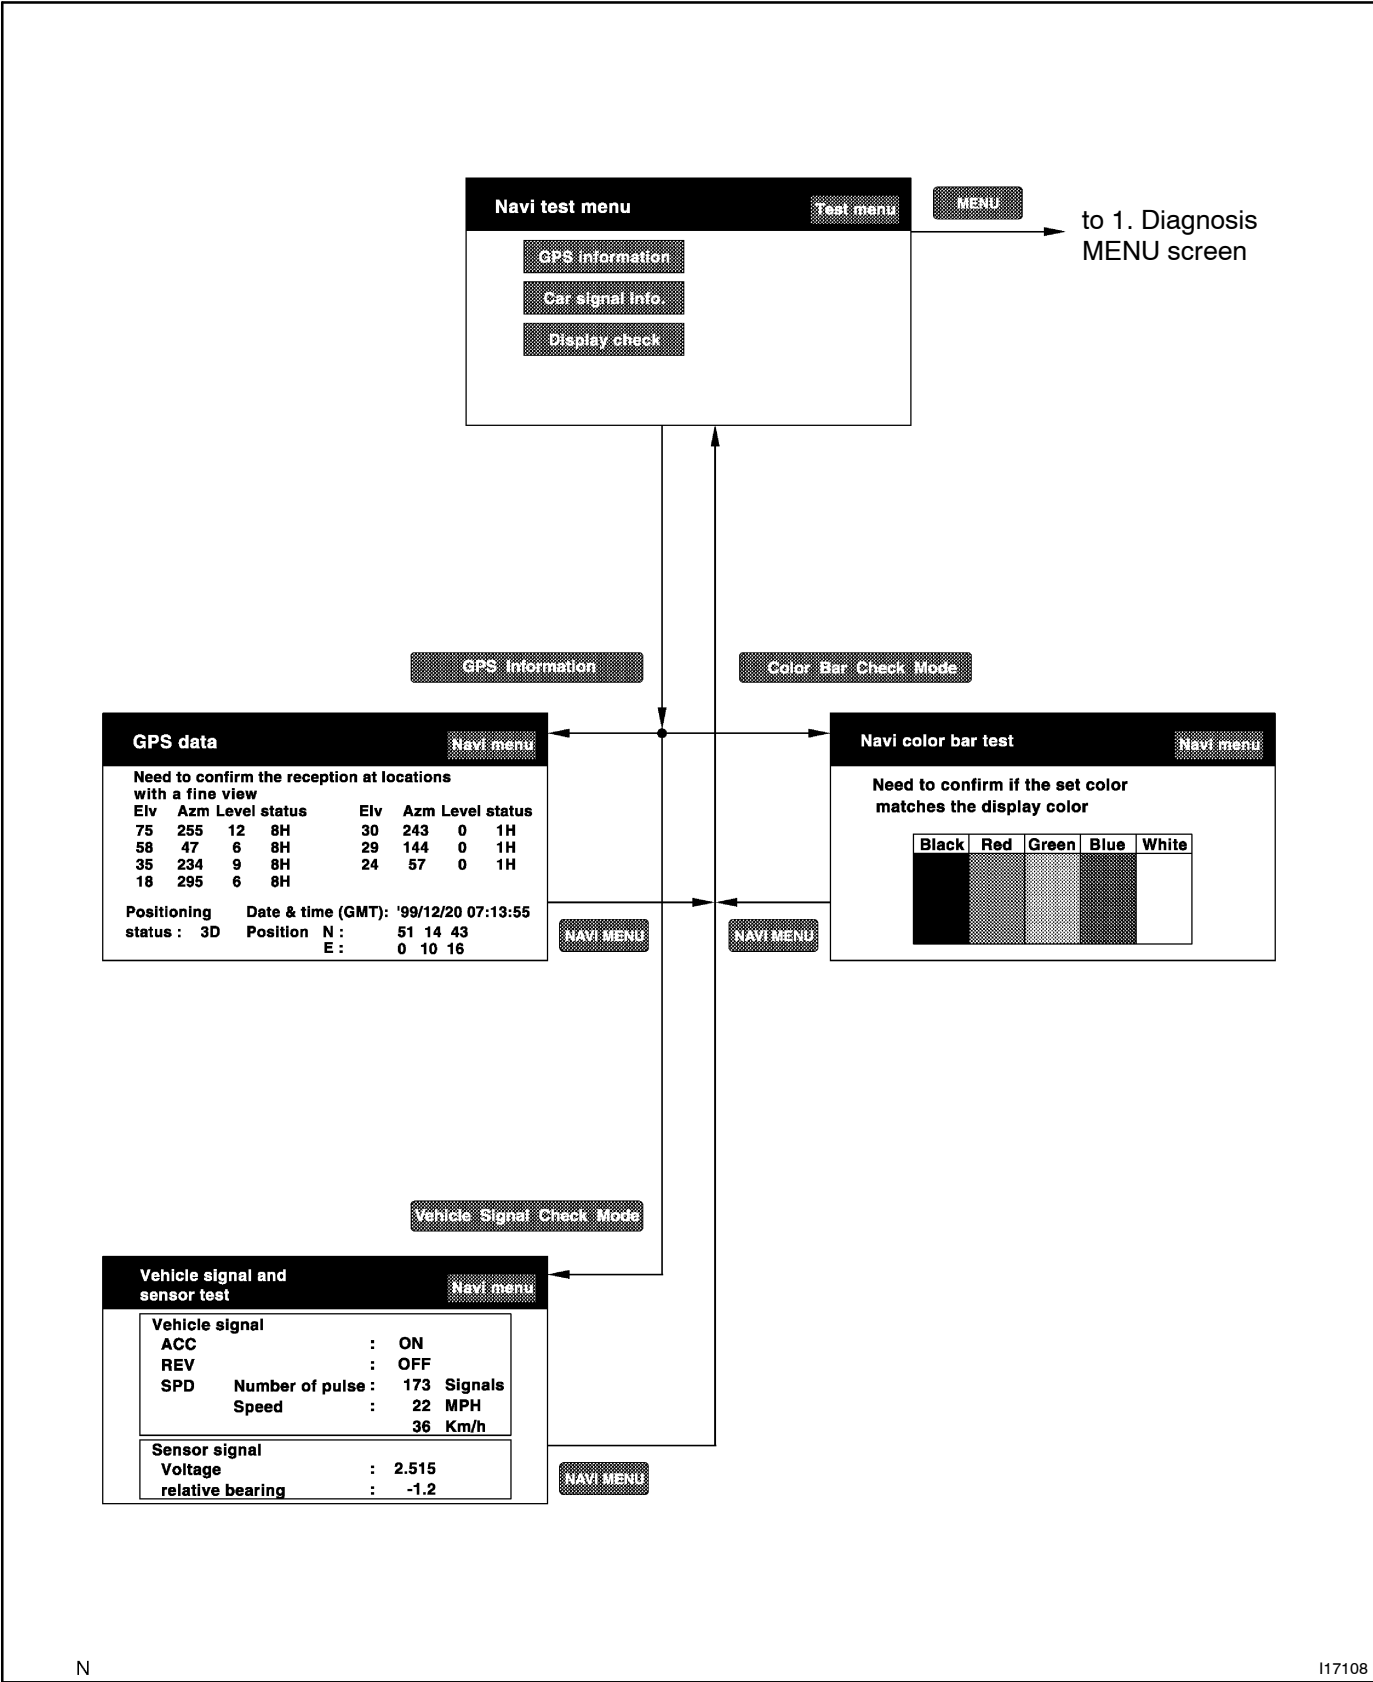 Navi test menu Test menu
MENU
to 1. Diagnosis
MENU screen
GPS information
Car signal info.
Display check
GPS Information
Color Bar Check Mode
GPS data Navi menu
Need to confirm the reception at locations
with a fine view
Elv Azm Level status Elv Azm Level status
75 255 12 8H 30 243 0 1H
58 47 6 8H 29 144 0 1H
35 234 9 8H 24 57 0 1H
18 295 6 8H
Positioning Date & time (GMT): '99/12/20 07:13:55
status : 3D Position N : 51 14 43
E : 0 10 16
NAVI MENU
NAVI MENU
Navi color bar test Navi menu
Need to confirm if the set color
matches the display color
Black Red Green Blue White
Vehicle Signal Check Mode
Vehicle signal and
sensor test
Navi menu
Vehicle signal
ACC : ON
REV : OFF
SPD Number of pulse : 173 Signals
Speed : 22 MPH
36 Km/h
Sensor signal
Voltage : 2.515
relative bearing : -1.2
NAVI MENU
N
I17108